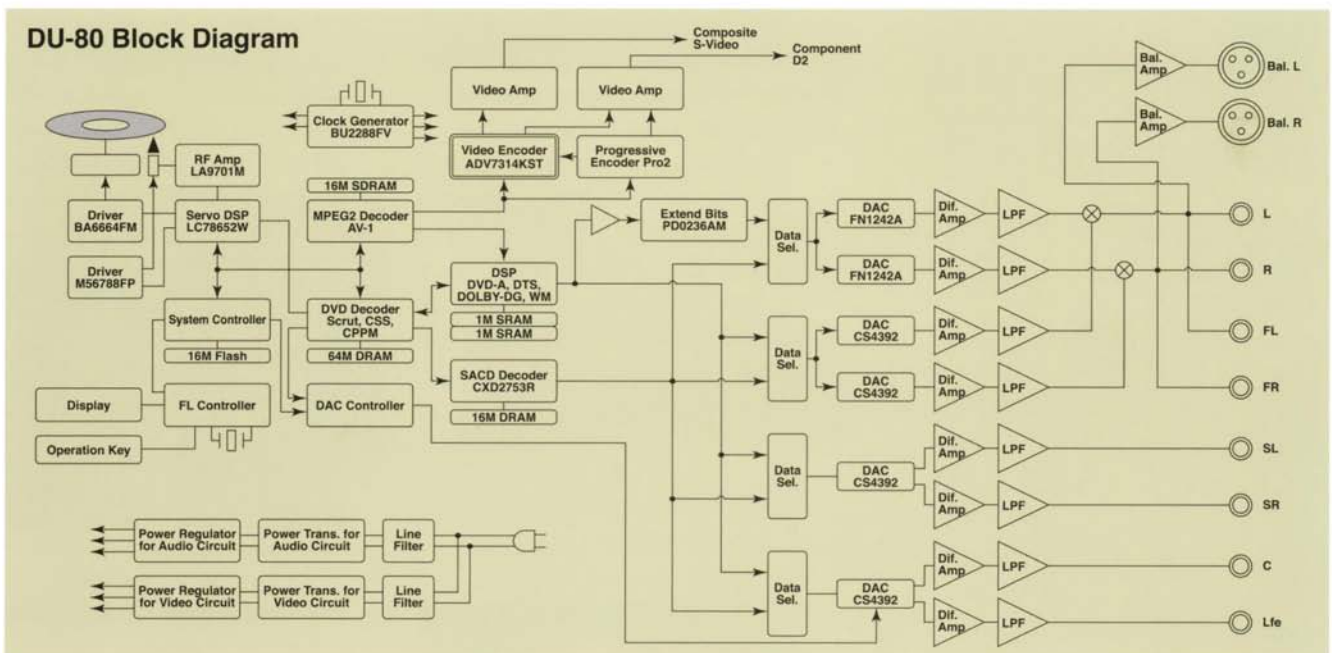 DU-80 Block Diagram
Composite
S-Video
Component
D2
Video Amp
Video Amp
Clock Generator
BU2288FV
Video Encoder
ADV7314KST
Progressive
Encoder Pro2
RF Amp
LA9701M
16M SDRAM
Driver
BA6664FM
Servo DSP
LC78652W
MPEG2 Decoder
AV-1
Driver
M56788FP
DSP
DVD-A, DTS,
DOLBY-DG, WM
1M SRAM
1M SRAM
System Controller
16M Flash
DVD Decoder
Scrut, CSS,
CPPM
64M DRAM
SACD Decoder
CXD2753R
16M DRAM
Display
FL Controller
DAC Controller
Operation Key
Extend Bits
PD0236AM
Data
Sel.
DAC
FN1242A
Dif.
Amp
LPF
DAC
FN1242A
Dif.
Amp
LPF
Data
Sel.
DAC
CS4392
Dif.
Amp
LPF
DAC
CS4392
Dif.
Amp
LPF
Data
Sel.
DAC
CS4392
Dif.
Amp
LPF
Dif.
Amp
LPF
Data
Sel.
DAC
CS4392
Dif.
Amp
LPF
Dif.
Amp
LPF
Bal.
Amp
Bal. L
Bal.
Amp
Bal. R
L
R
FL
FR
SL
SR
C
Lfe
Power Regulator
for Audio Circuit
Power Trans. for
Audio Circuit
Line
Filter
Power Regulator
for Video Circuit
Power Trans. for
Video Circuit
Line
Filter